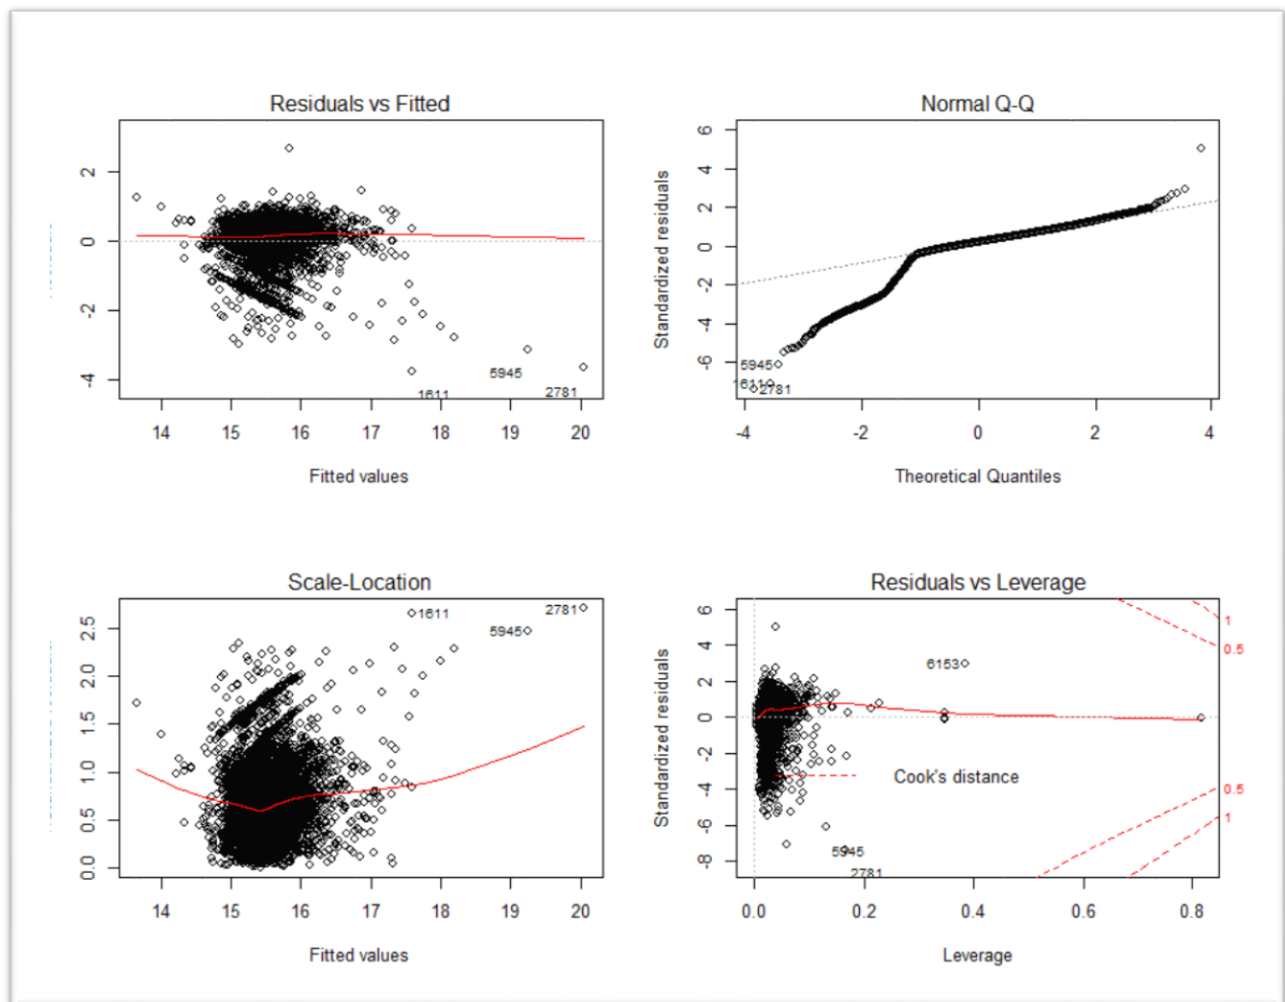 Residuals vs Fitted
2
0
-2
-4
5945
1611
2781
14 15 16 17 18 19 20
Fitted values
Normal Q-Q
Standardized residuals
6
4
2
0
-2
-4
-6
5945
1611
2781
-4 -2 0 2 4
Theoretical Quantiles
Scale-Location
2.5
2.0
1.5
1.0
0.5
0.0
1611
2781
5945
14 15 16 17 18 19 20
Fitted values
Residuals vs Leverage
Standardized residuals
6
4
2
0
-2
-4
-6
-8
1
0.5
6153
Cook's distance
0.5
1
5945
2781
0.0 0.2 0.4 0.6 0.8
Leverage